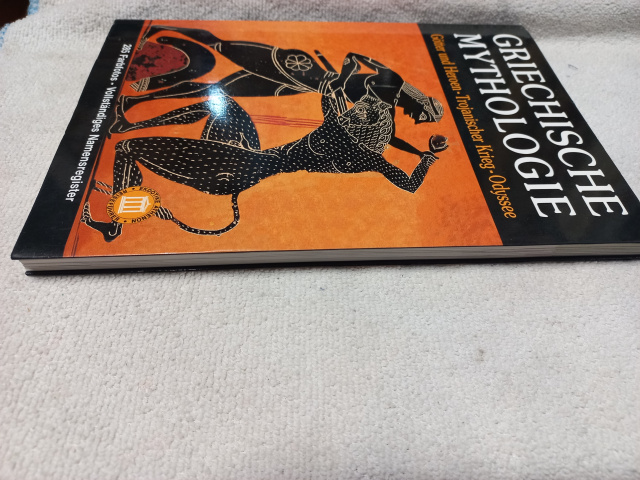 GRIECHISCHE
MYTHOLOGIE
Götter und Heroen · Trojanischer Krieg · Odyssee
285 Farbfotos · Vollständiges Namensregister